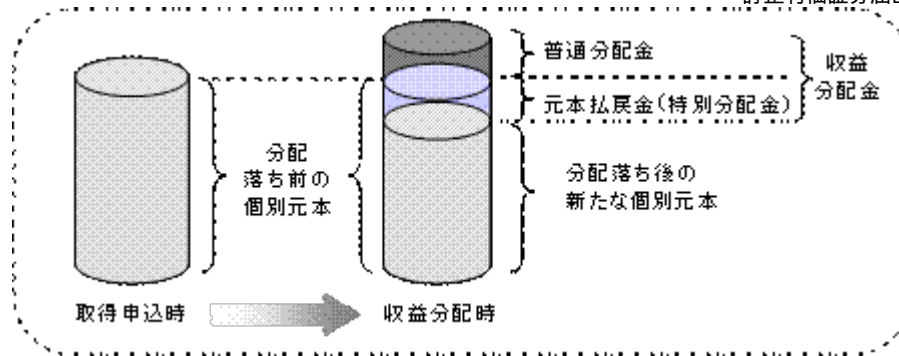 普通分配金
収益
分配金
元本払戻金(特別分配金)
分配
落ち前の
個別元本
分配落ち後の
新たな個別元本
取得申込時
収益分配時